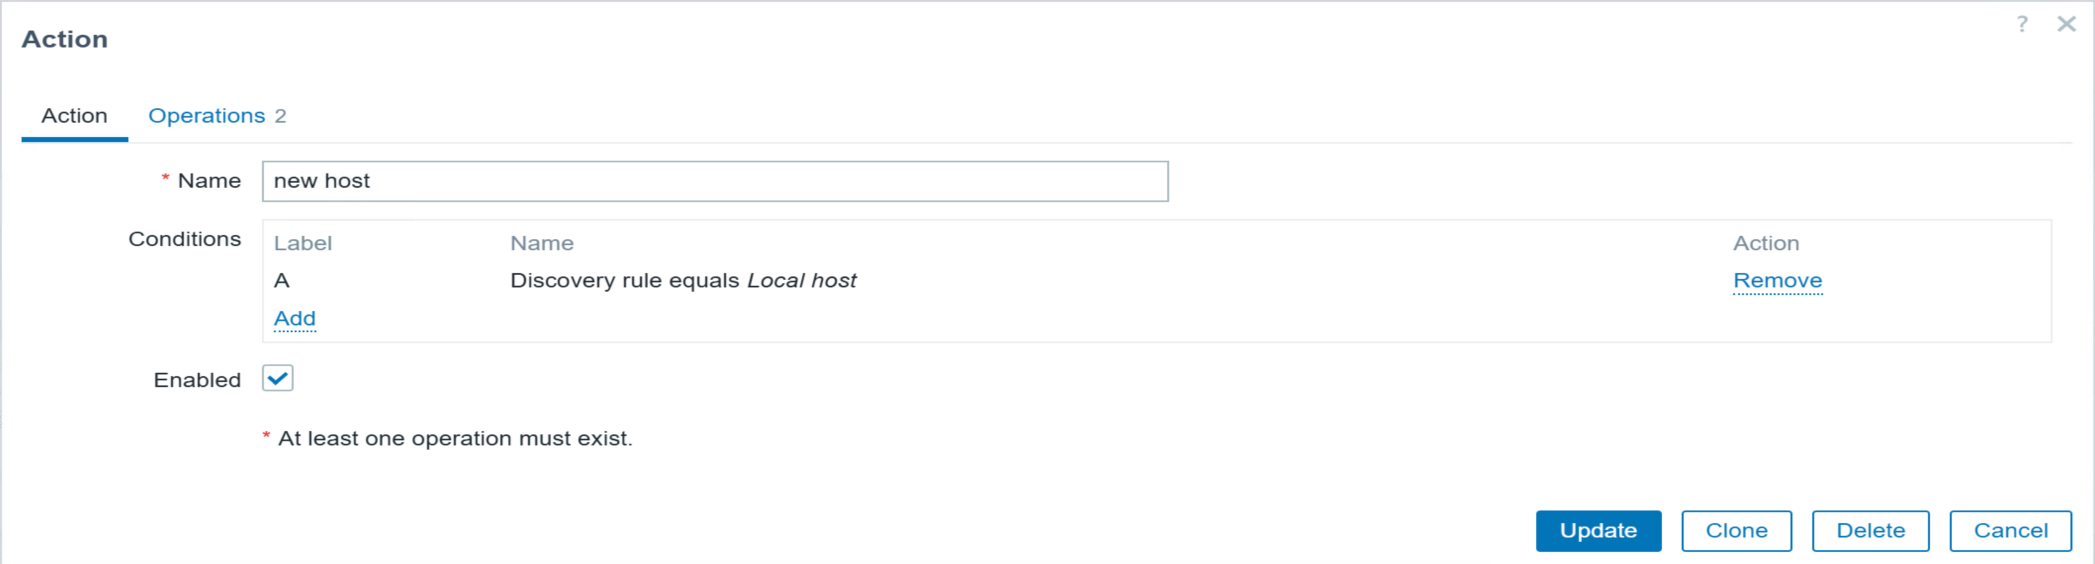 Action
? ×
Action Operations 2
* Name new host
Conditions Label Name Action
A Discovery rule equals Local host Remove
Add
Enabled
* At least one operation must exist.
Update Clone Delete Cancel